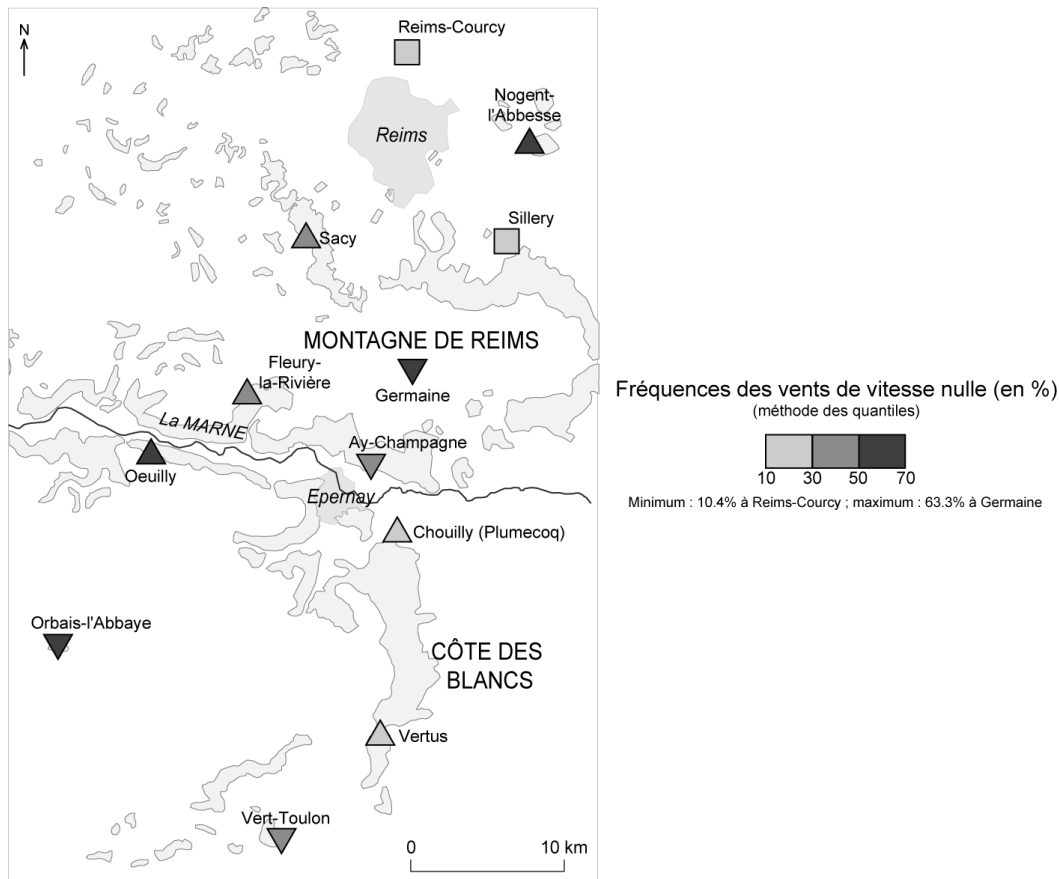 N
Reims-Courcy
Nogent-
l'Abbesse
Reims
Sillery
Sacy
MONTAGNE DE REIMS
Fleury-
la-Rivière
Germaine
La MARNE
Ay-Champagne
Oeuilly
Epernay
Chouilly (Plumecoq)
Orbais-l'Abbaye
CÔTE DES
BLANCS
Vertus
Vert-Toulon
0 10 km
Fréquences des vents de vitesse nulle (en %)
(méthode des quantiles)
10 30 50 70
Minimum : 10.4% à Reims-Courcy ; maximum : 63.3% à Germaine